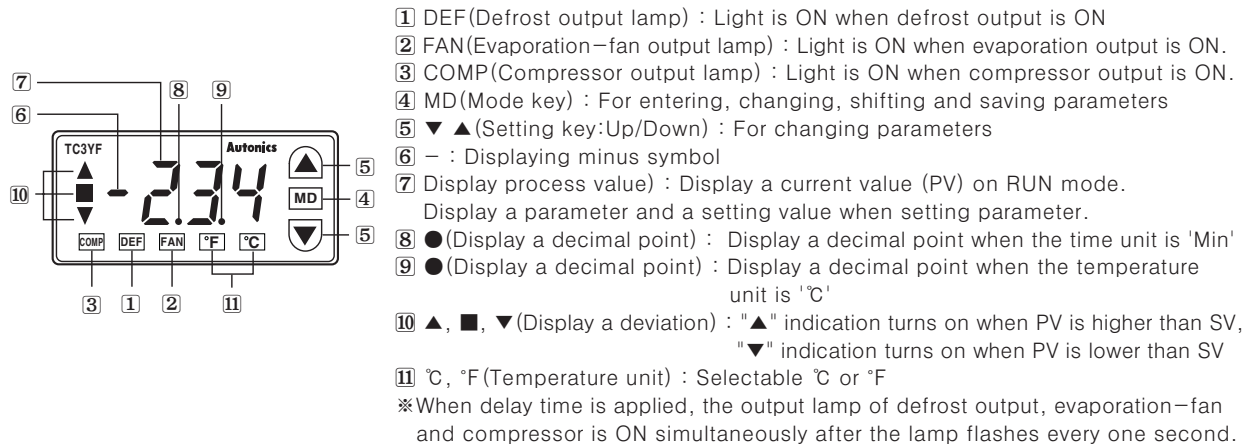 1 DEF(Defrost output lamp) : Light is ON when defrost output is ON
2 FAN(Evaporation-fan output lamp) : Light is ON when evaporation output is ON.
3 COMP(Compressor output lamp) : Light is ON when compressor output is ON.
4 MD(Mode key) : For entering, changing, shifting and saving parameters
5 ▼ ▲(Setting key:Up/Down) : For changing parameters
6 - : Displaying minus symbol
7 Display process value) : Display a current value (PV) on RUN mode.
Display a parameter and a setting value when setting parameter.
8 ●(Display a decimal point) : Display a decimal point when the time unit is 'Min'
9 ●(Display a decimal point) : Display a decimal point when the temperature
unit is '℃'
10 ▲, ■, ▼(Display a deviation) : "▲" indication turns on when PV is higher than SV,
"▼" indication turns on when PV is lower than SV
11 ℃, °F(Temperature unit) : Selectable ℃ or °F
※When delay time is applied, the output lamp of defrost output, evaporation-fan
and compressor is ON simultaneously after the lamp flashes every one second.
7
8
9
6
TC3YF
Autonics
▲
5
10
■
-2.3.4
MD
4
▼
5
COMP DEF FAN °F °C
3
1
2
11